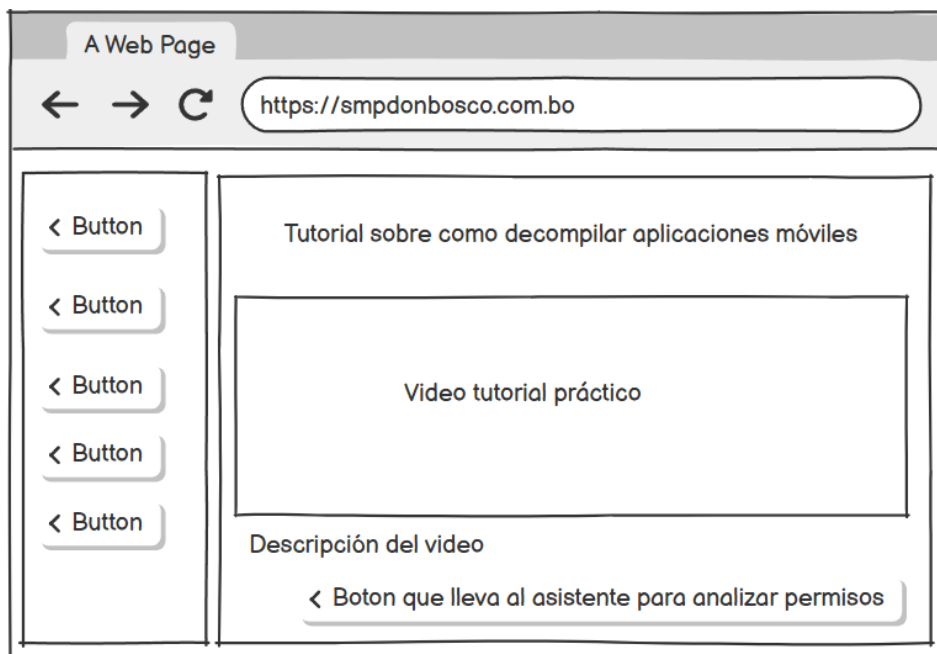 A Web Page
https://smpdonbosco.com.bo
Button
Button
Button
Button
Button
Tutorial sobre como decompilar aplicaciones móviles
Video tutorial práctico
Descripción del video
Boton que lleva al asistente para analizar permisos